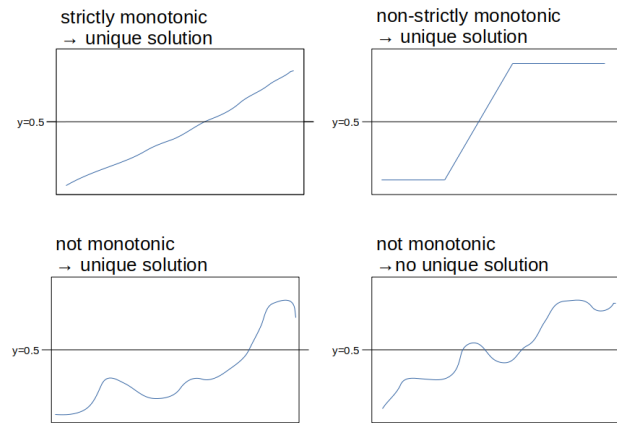 strictly monotonic
→ unique solution
y=0.5
non-strictly monotonic
→ unique solution
y=0.5
not monotonic
→ unique solution
y=0.5
not monotonic
→no unique solution
y=0.5